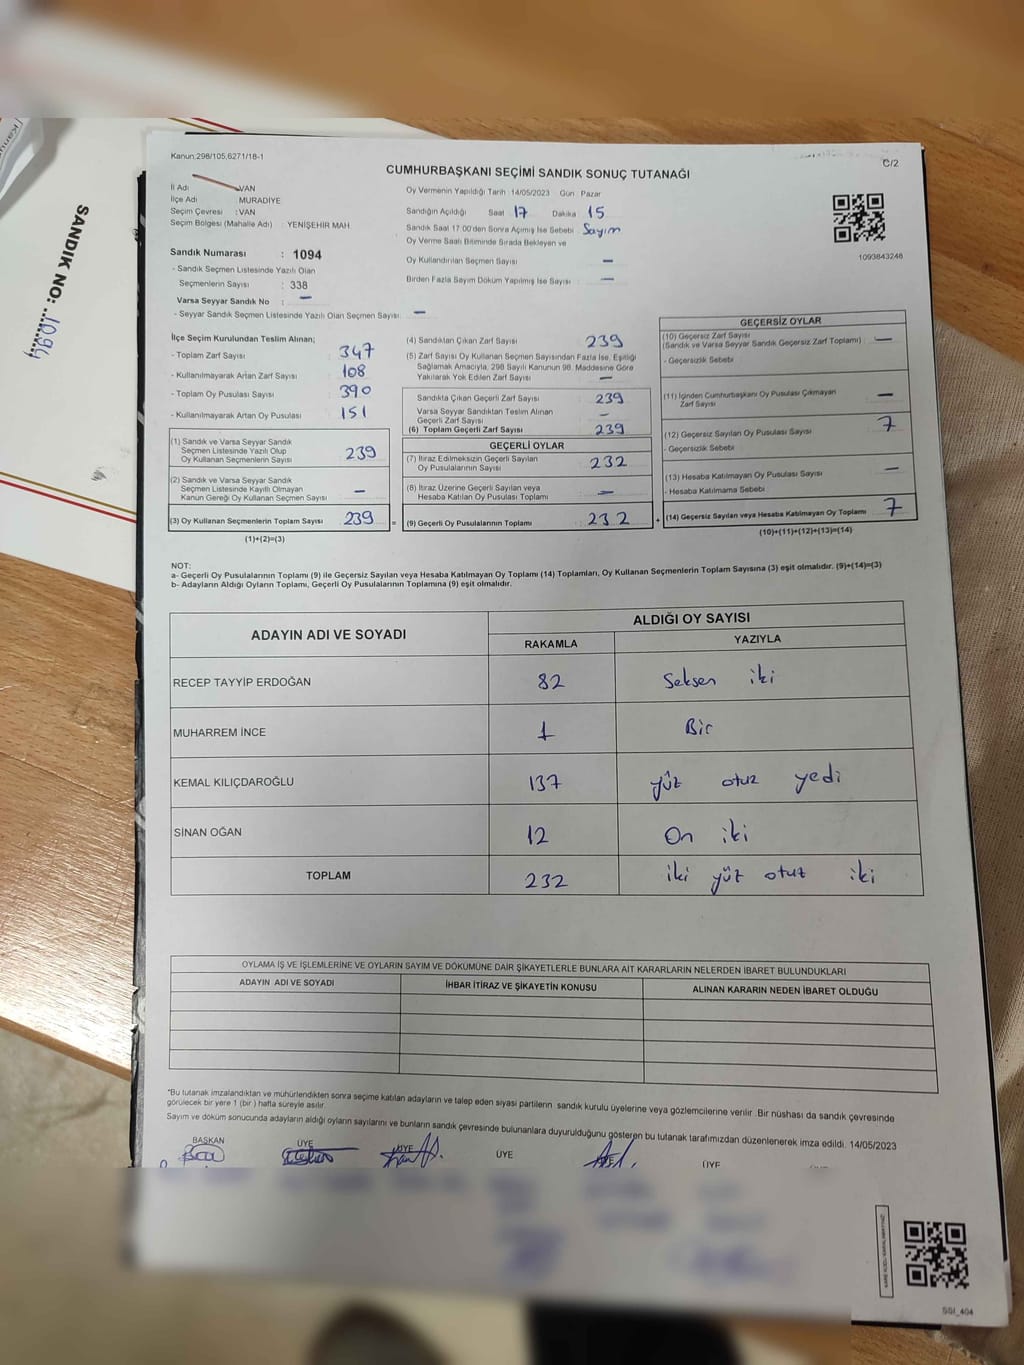 Kanun;298/105,6271/18-1
C/2
CUMHURBAŞKANI SEÇİMİ SANDIK SONUÇ TUTANAĞI
İl Adı :VAN
İlçe Adı : MURADİYE
Seçim Çevresi : VAN
Seçim Bölgesi (Mahalle Adı) : YENİŞEHİR MAH
Oy Vermenin Yapıldığı Tarih :14/05/2023 Gün : Pazar
Sandığın Açıldığı Saat 17 Dakika 15
Sandık Saat 17:00'den Sonra Açılmış İse Sebebi : Sayım
Oy Verme Saati Bitiminde Sırada Bekleyen ve
Oy Kullandırılan Seçmen Sayısı : –
Birden Fazla Sayım Döküm Yapılmış İse Sayısı : –
1093843248
Sandık Numarası : 1094
- Sandık Seçmen Listesinde Yazılı Olan
Seçmenlerin Sayısı : 338
Varsa Seyyar Sandık No : –
- Seyyar Sandık Seçmen Listesinde Yazılı Olan Seçmen Sayısı: –
SANDIK NO: 1094
İlçe Seçim Kurulundan Teslim Alınan;
- Toplam Zarf Sayısı 347
- Kullanılmayarak Artan Zarf Sayısı 108
- Toplam Oy Pusulası Sayısı 390
- Kullanılmayarak Artan Oy Pusulası 151
(1) Sandık ve Varsa Seyyar Sandık
Seçmen Listesinde Yazılı Olup
Oy Kullanan Seçmenlerin Sayısı 239
(2) Sandık ve Varsa Seyyar Sandık
Seçmen Listesinde Kayıtlı Olmayan
Kanun Gereği Oy Kullanan Seçmen Sayısı –
(3) Oy Kullanan Seçmenlerin Toplam Sayısı 239 =
(1)+(2)=(3)
(4) Sandıktan Çıkan Zarf Sayısı 239
(5) Zarf Sayısı Oy Kullanan Seçmen Sayısından Fazla İse, Eşitliği
Sağlamak Amacıyla, 298 Sayılı Kanunun 98. Maddesine Göre
Yakılarak Yok Edilen Zarf Sayısı –
Sandıkta Çıkan Geçerli Zarf Sayısı 239
Varsa Seyyar Sandıktan Teslim Alınan
Geçerli Zarf Sayısı –
(6) Toplam Geçerli Zarf Sayısı 239
GEÇERLİ OYLAR
(7) İtiraz Edilmeksizin Geçerli Sayılan
Oy Pusulalarının Sayısı 232
(8) İtiraz Üzerine Geçerli Sayılan veya
Hesaba Katılan Oy Pusulası Toplamı –
(9) Geçerli Oy Pusulalarının Toplamı : 232 +
GEÇERSİZ OYLAR
(10) Geçersiz Zarf Sayısı
(Sandık ve Varsa Seyyar Sandık Geçersiz Zarf Toplamı) : –
- Geçersizlik Sebebi
(11) İçinden Cumhurbaşkanı Oy Pusulası Çıkmayan
Zarf Sayısı –
(12) Geçersiz Sayılan Oy Pusulası Sayısı 7
- Geçersizlik Sebebi
(13) Hesaba Katılmayan Oy Pusulası Sayısı –
- Hesaba Katılmama Sebebi
(14) Geçersiz Sayılan veya Hesaba Katılmayan Oy Toplamı 7
(10)+(11)+(12)+(13)=(14)
NOT:
a- Geçerli Oy Pusulalarının Toplamı (9) ile Geçersiz Sayılan veya Hesaba Katılmayan Oy Toplamı (14) Toplamları, Oy Kullanan Seçmenlerin Toplam Sayısına (3) eşit olmalıdır. (9)+(14)=(3)
b- Adayların Aldığı Oyların Toplamı, Geçerli Oy Pusulalarının Toplamına (9) eşit olmalıdır.
ADAYIN ADI VE SOYADI
ALDIĞI OY SAYISI
RAKAMLA YAZIYLA
RECEP TAYYİP ERDOĞAN 82 Seksen iki
MUHARREM İNCE 1 Bir
KEMAL KILIÇDAROĞLU 137 yüz otuz yedi
SİNAN OĞAN 12 On iki
TOPLAM 232 iki yüz otuz iki
OYLAMA İŞ VE İŞLEMLERİNE VE OYLARIN SAYIM VE DÖKÜMÜNE DAİR ŞİKAYETLERLE BUNLARA AİT KARARLARIN NELERDEN İBARET BULUNDUKLARI
ADAYIN ADI VE SOYADI İHBAR İTİRAZ VE ŞİKAYETİN KONUSU ALINAN KARARIN NEDEN İBARET OLDUĞU
*Bu tutanak imzalandıktan ve mühürlendikten sonra seçime katılan adayların ve talep eden siyasi partilerin sandık kurulu üyelerine veya gözlemcilerine verilir. Bir nüshası da sandık çevresinde
görülecek bir yere 1 (bir) hafta süreyle asılır.
Sayım ve döküm sonucunda adayların aldığı oyların sayılarını ve bunların sandık çevresinde bulunanlara duyurulduğunu gösteren bu tutanak tarafımızdan düzenlenerek imza edildi. 14/05/2023
BAŞKAN ÜYE ÜYE ÜYE ÜYE ÜYE
SSI_404